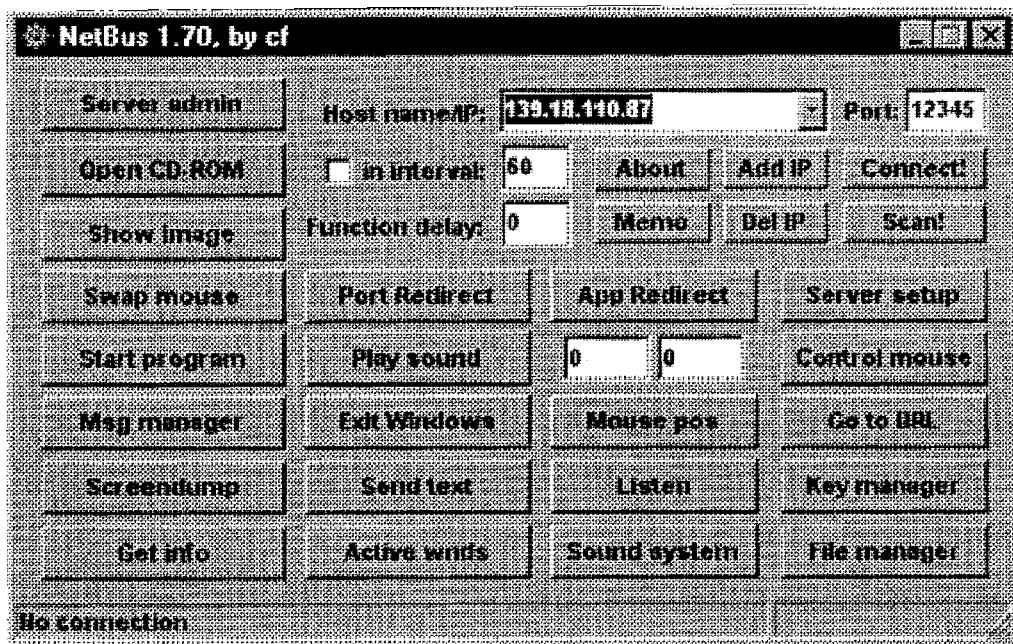 NetBus 1.70, by cf
Server admin Host name/IP: 139.18.110.87 Port: 12345
Open CD-ROM in interval: 60 About Add IP Connect!
Show image Function delay: 0 Memo Del IP Scan!
Swap mouse Port Redirect App Redirect Server setup
Start program Play sound 0 0 Control mouse
Msg manager Exit Windows Mouse pos Go to URL
Screendump Send text Listen Key manager
Get info Active wnds Sound system File manager
No connection